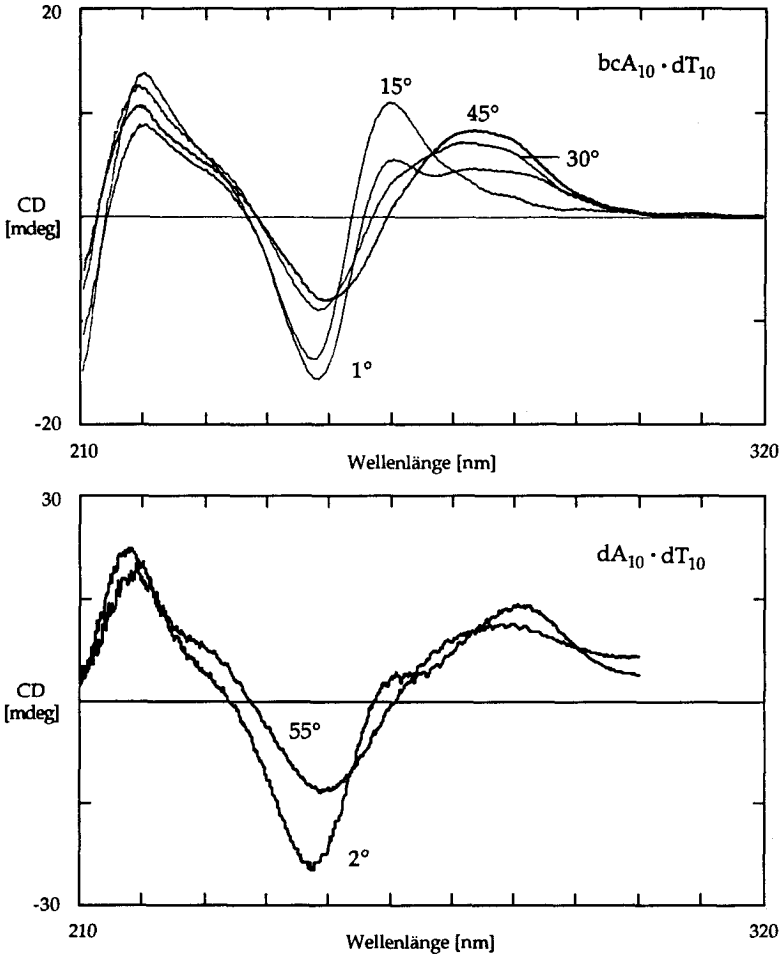 20
bcA10 · dT10
15°
45°
30°
CD
[mdeg]
1°
-20
210
320
Wellenlänge [nm]
30
dA10 · dT10
CD
[mdeg]
55°
2°
-30
210
320
Wellenlänge [nm]